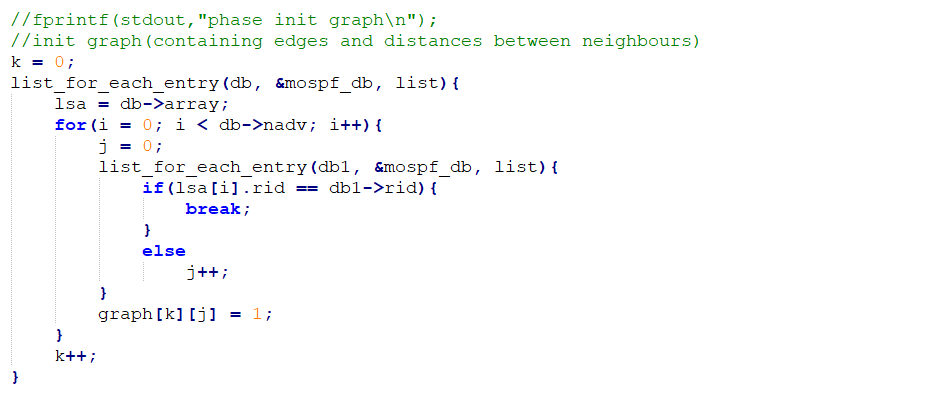 //fprintf(stdout,"phase init graph\n");
//init graph(containing edges and distances between neighbours)
k = 0;
list_for_each_entry(db, &mospf_db, list){
    lsa = db->array;
    for(i = 0; i < db->nadv; i++){
        j = 0;
        list_for_each_entry(db1, &mospf_db, list){
            if(lsa[i].rid == db1->rid){
                break;
            }
            else
                j++;
        }
        graph[k][j] = 1;
    }
    k++;
}